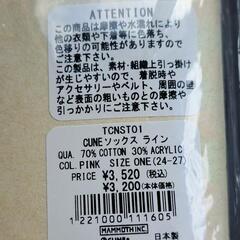 ATTENTION
この商品は摩擦や水濡れにより
他の衣類や下着等に色落ち、
色移りの可能性がありますので
ご注意下さい。
この製品は、素材・組織上引っ掛け
が生じやすいので、着脱時や
アクセサリーやベルト、周囲の壁
など表面の粗いものとの摩擦や
引っかかりにご注意下さい。
TCNST01
CUNEソックス ライン
QUA. 70%COTTON 30%ACRYLIC
COL. PINK SIZE ONE(24-27)
PRICE ¥3,520 (税込)
¥3,200(本体価格)
1221000111605
MAMMOTH INC.
日本製